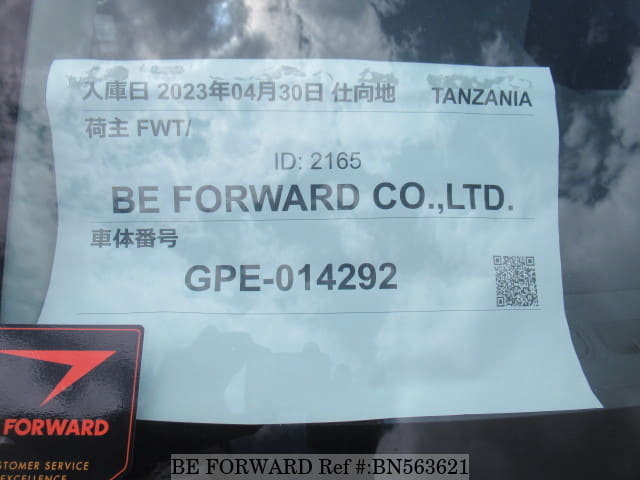 入庫日 2023年04月30日 仕向地 TANZANIA
荷主 FWT/
ID: 2165
BE FORWARD CO.,LTD.
車体番号
GPE-014292
FORWARD
STOMER SERVICE
EXCELLENCE
BE FORWARD Ref #:BN563621